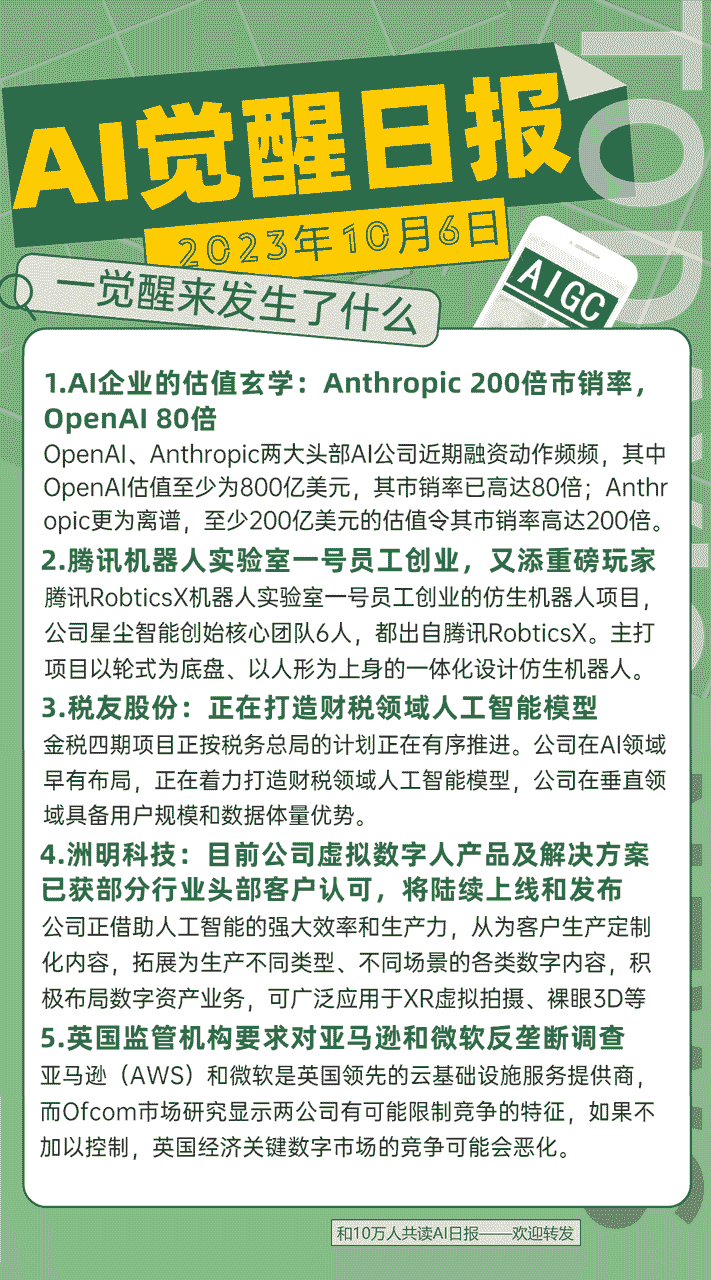 AI觉醒日报
2023年10月6日
一觉醒来发生了什么
AIGC
1.AI企业的估值玄学：Anthropic 200倍市销率，
OpenAI 80倍
OpenAI、Anthropic两大头部AI公司近期融资动作频频，其中
OpenAI估值至少为800亿美元，其市销率已高达80倍；Anthr
opic更为离谱，至少200亿美元的估值令其市销率高达200倍。
2.腾讯机器人实验室一号员工创业，又添重磅玩家
腾讯RobticsX机器人实验室一号员工创业的仿生机器人项目，
公司星尘智能创始核心团队6人，都出自腾讯RobticsX。主打
项目以轮式为底盘、以人形为上身的一体化设计仿生机器人。
3.税友股份：正在打造财税领域人工智能模型
金税四期项目正按税务总局的计划正在有序推进。公司在AI领域
早有布局，正在着力打造财税领域人工智能模型，公司在垂直领
域具备用户规模和数据体量优势。
4.洲明科技：目前公司虚拟数字人产品及解决方案
已获部分行业头部客户认可，将陆续上线和发布
公司正借助人工智能的强大效率和生产力，从为客户生产定制
化内容，拓展为生产不同类型、不同场景的各类数字内容，积
极布局数字资产业务，可广泛应用于XR虚拟拍摄、裸眼3D等
5.英国监管机构要求对亚马逊和微软反垄断调查
亚马逊（AWS）和微软是英国领先的云基础设施服务提供商，
而Ofcom市场研究显示两公司有可能限制竞争的特征，如果不
加以控制，英国经济关键数字市场的竞争可能会恶化。
和10万人共读AI日报——欢迎转发